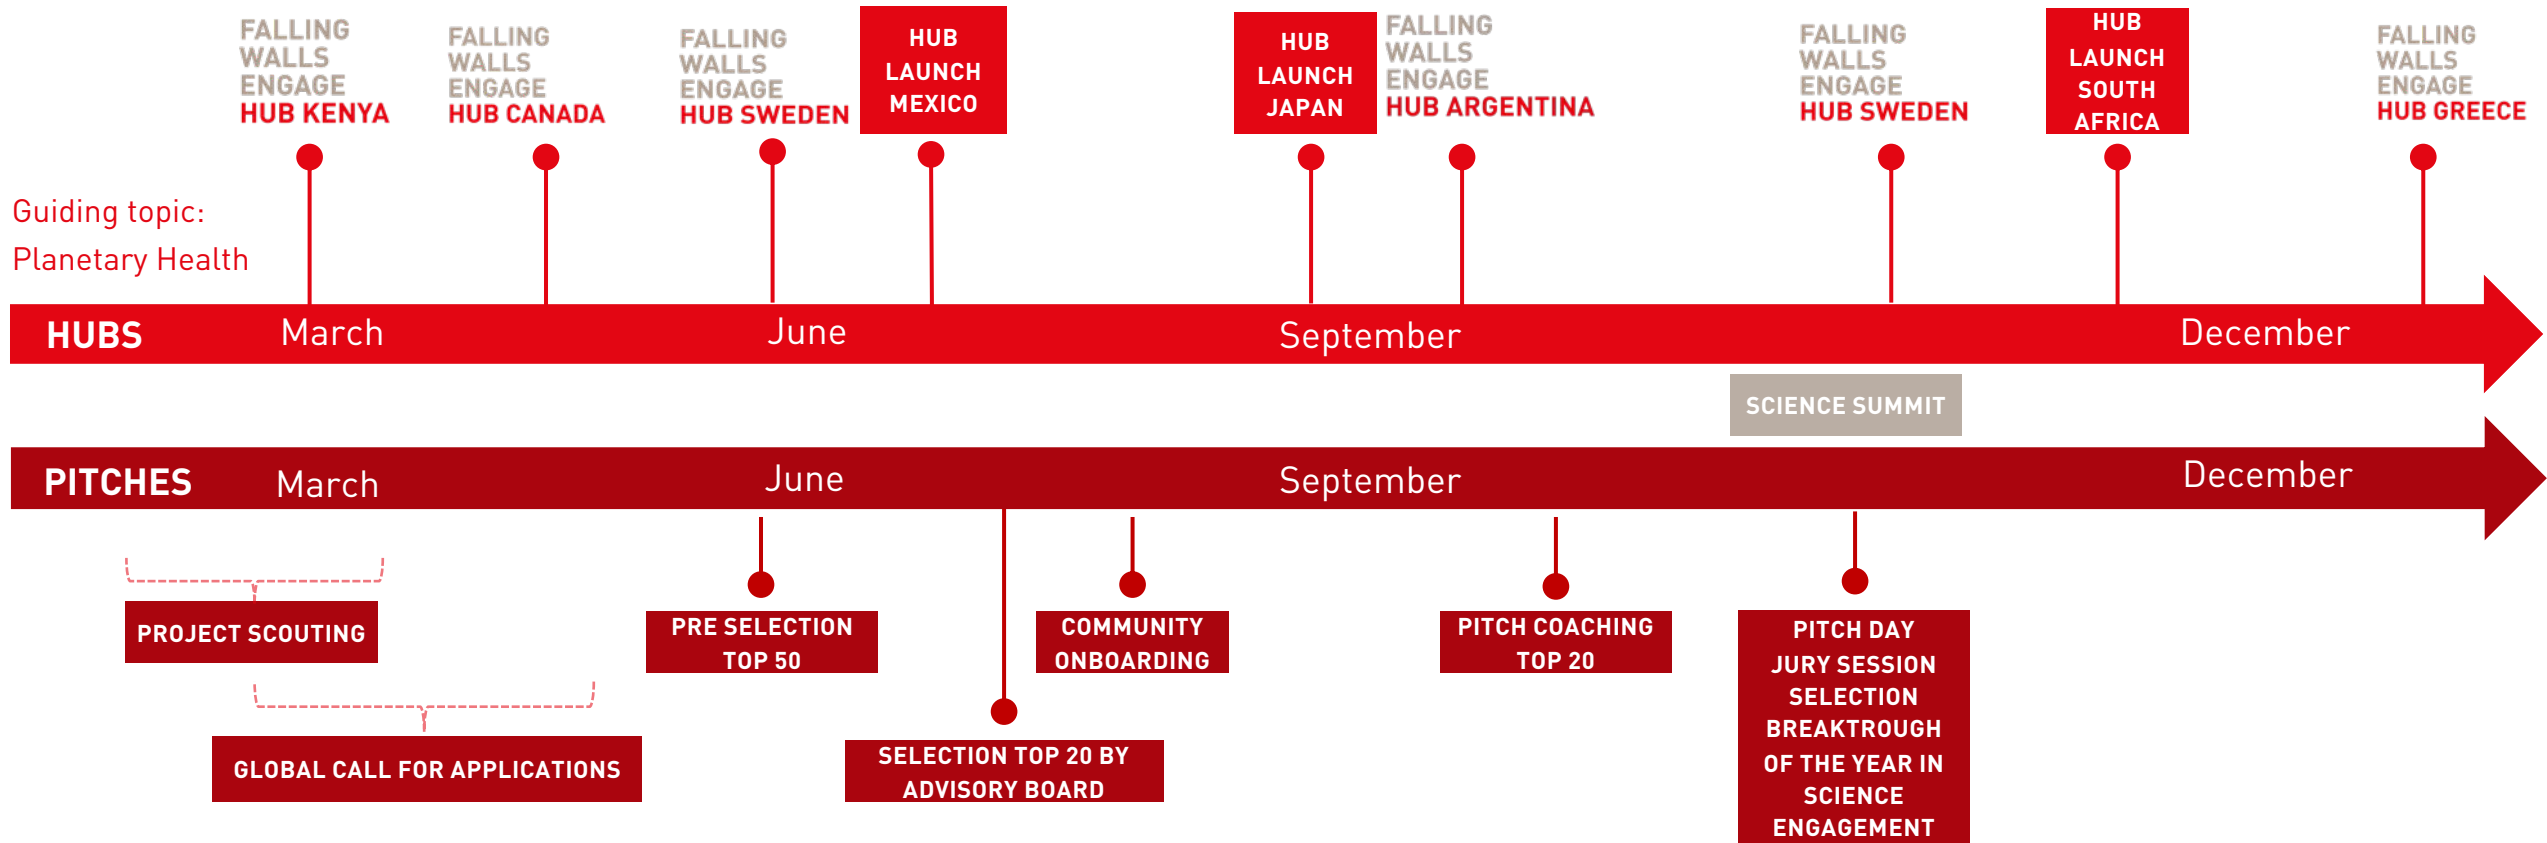 FALLING
WALLS
ENGAGE
HUB KENYA
FALLING
WALLS
ENGAGE
HUB CANADA
FALLING
WALLS
ENGAGE
HUB SWEDEN
HUB
LAUNCH
MEXICO
HUB
LAUNCH
JAPAN
FALLING
WALLS
ENGAGE
HUB ARGENTINA
FALLING
WALLS
ENGAGE
HUB SWEDEN
HUB
LAUNCH
SOUTH
AFRICA
FALLING
WALLS
ENGAGE
HUB GREECE
Guiding topic:
Planetary Health
HUBS March June September December
SCIENCE SUMMIT
PITCHES March June September December
PROJECT SCOUTING
GLOBAL CALL FOR APPLICATIONS
PRE SELECTION
TOP 50
SELECTION TOP 20 BY
ADVISORY BOARD
COMMUNITY
ONBOARDING
PITCH COACHING
TOP 20
PITCH DAY
JURY SESSION
SELECTION
BREAKTROUGH
OF THE YEAR IN
SCIENCE
ENGAGEMENT